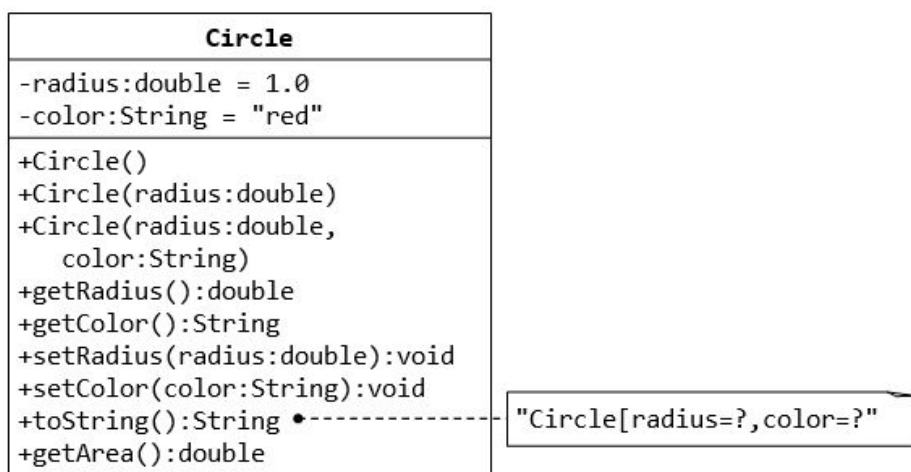 Circle
-radius:double = 1.0
-color:String = "red"
+Circle()
+Circle(radius:double)
+Circle(radius:double,
color:String)
+getRadius():double
+getColor():String
+setRadius(radius:double):void
+setColor(color:String):void
+toString():String
"Circle[radius=?,color=?"
+getArea():double